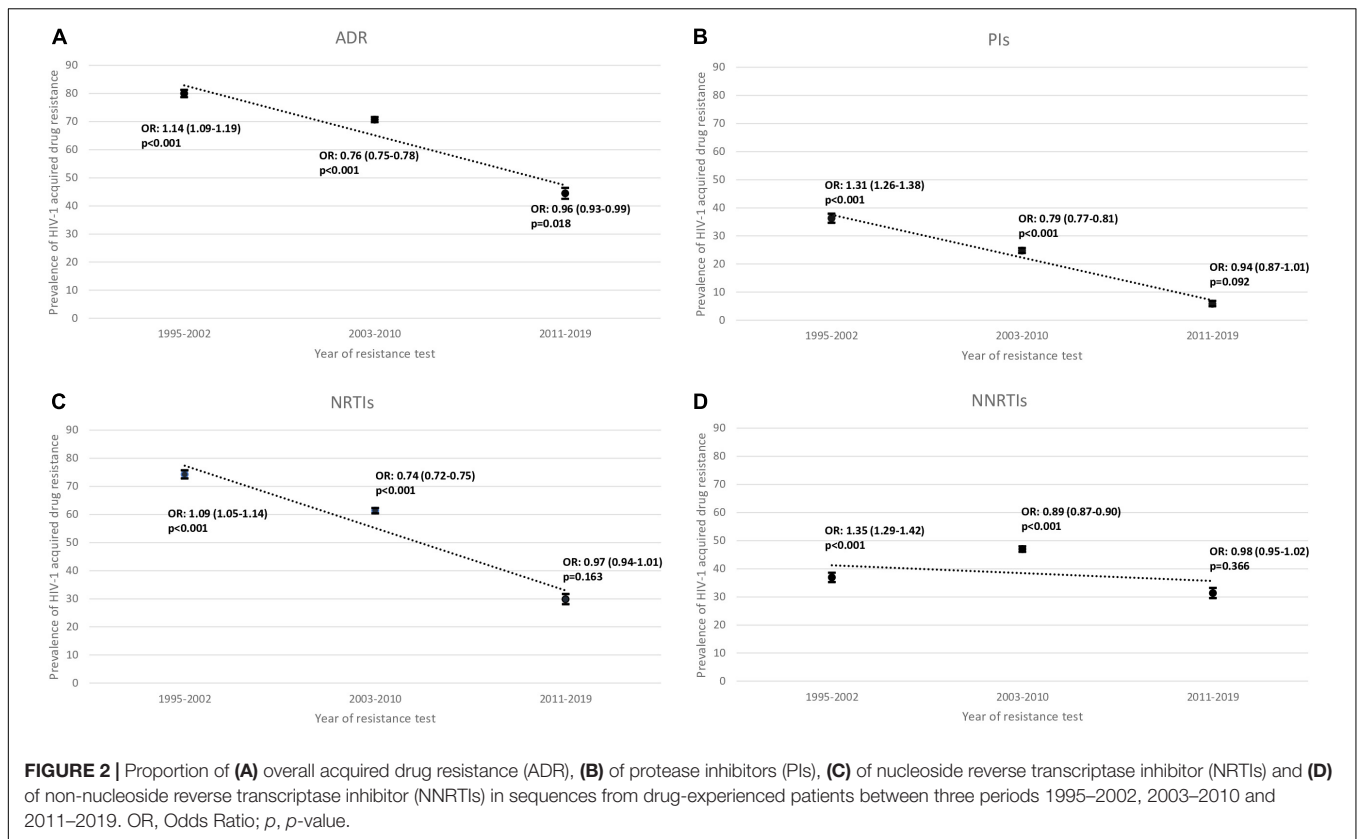 A
ADR
Prevalence of HIV-1 acquired drug resistance
90
80
70
60
50
40
30
20
10
0
OR: 1.14 (1.09-1.19)
p<0.001
OR: 0.76 (0.75-0.78)
p<0.001
OR: 0.96 (0.93-0.99)
p=0.018
1995-2002
2003-2010
2011-2019
Year of resistance test
B
PIs
Prevalence of HIV-1 acquired drug resistance
90
80
70
60
50
40
30
20
10
0
OR: 1.31 (1.26-1.38)
p<0.001
OR: 0.79 (0.77-0.81)
p<0.001
OR: 0.94 (0.87-1.01)
p=0.092
1995-2002
2003-2010
2011-2019
Year of resistance test
C
NRTIs
Prevalence of HIV-1 acquired drug resistance
90
80
70
60
50
40
30
20
10
0
OR: 1.09 (1.05-1.14)
p<0.001
OR: 0.74 (0.72-0.75)
p<0.001
OR: 0.97 (0.94-1.01)
p=0.163
1995-2002
2003-2010
2011-2019
Year of resistance test
D
NNRTIs
Prevalence of HIV-1 acquired drug resistance
90
80
70
60
50
40
30
20
10
0
OR: 1.35 (1.29-1.42)
p<0.001
OR: 0.89 (0.87-0.90)
p<0.001
OR: 0.98 (0.95-1.02)
p=0.366
1995-2002
2003-2010
2011-2019
Year of resistance test
FIGURE 2 | Proportion of (A) overall acquired drug resistance (ADR), (B) of protease inhibitors (PIs), (C) of nucleoside reverse transcriptase inhibitor (NRTIs) and (D)
of non-nucleoside reverse transcriptase inhibitor (NNRTIs) in sequences from drug-experienced patients between three periods 1995–2002, 2003–2010 and
2011–2019. OR, Odds Ratio; p, p-value.